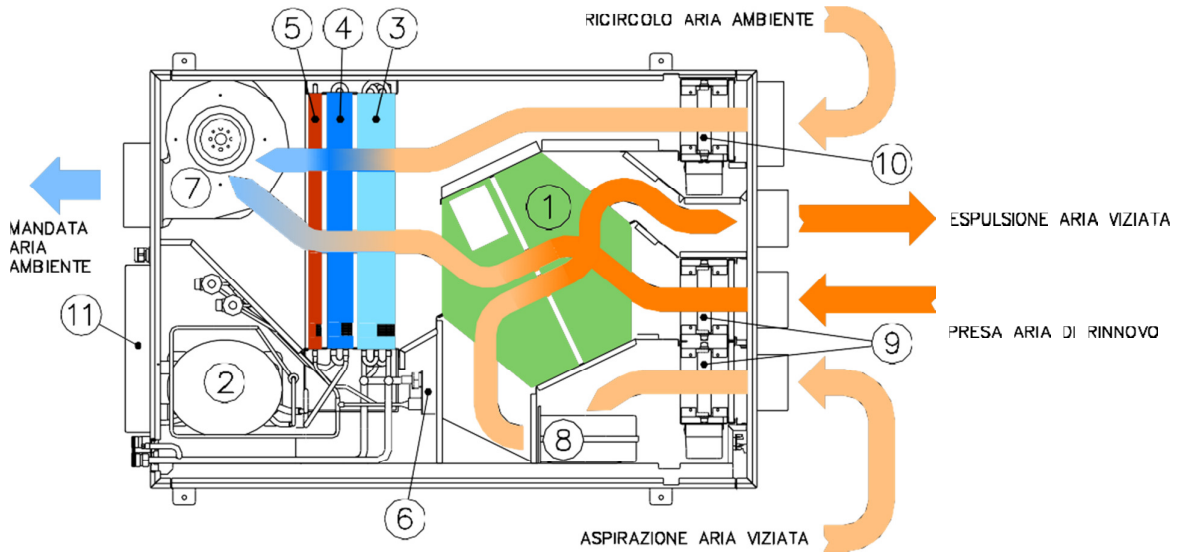 RICIRCOLO ARIA AMBIENTE
5
4
3
10
1
7
ESPULSIONE ARIA VIZIATA
MANDATA
ARIA
AMBIENTE
11
PRESA ARIA DI RINNOVO
9
2
8
6
ASPIRAZIONE ARIA VIZIATA